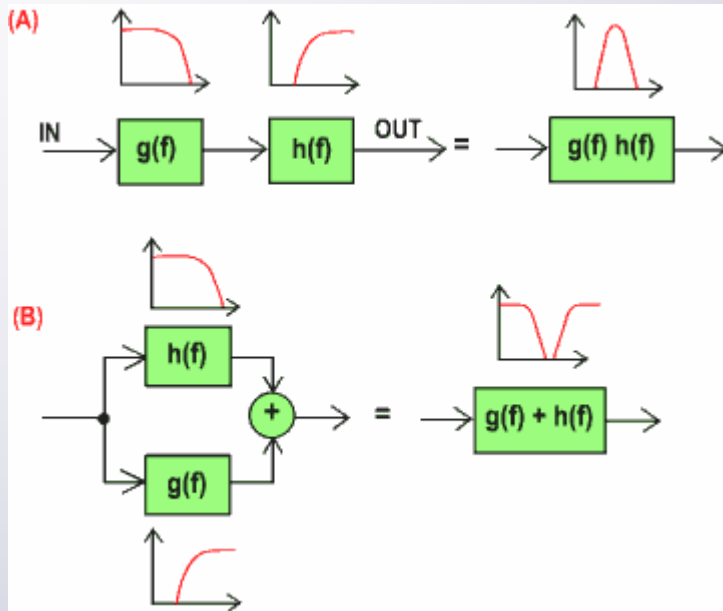 (A)
IN g(f) h(f) OUT = g(f) h(f)
(B)
h(f)
+ = g(f) + h(f)
g(f)